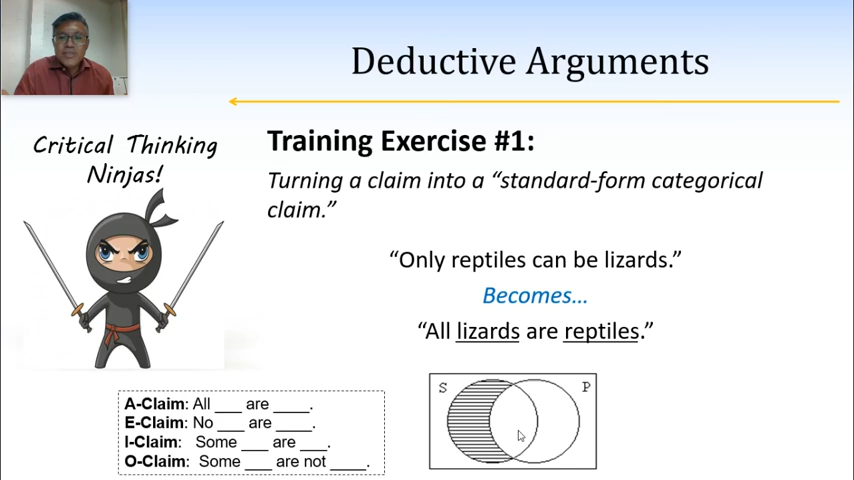 Deductive Arguments
Critical Thinking
Ninjas!
Training Exercise #1:
Turning a claim into a “standard-form categorical
claim.”
“Only reptiles can be lizards.”
Becomes…
“All lizards are reptiles.”
A-Claim: All ___ are ____.
E-Claim: No ___ are ____.
I-Claim: Some ___ are ___.
O-Claim: Some ___ are not ____.
S P